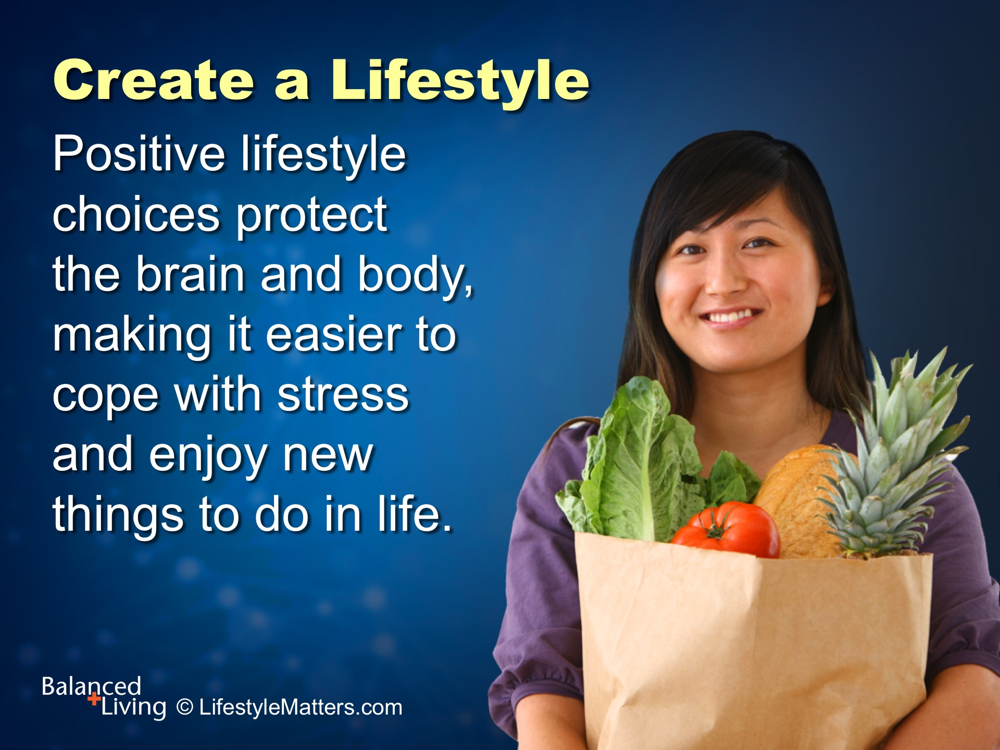 Create a Lifestyle
Positive lifestyle
choices protect
the brain and body,
making it easier to
cope with stress
and enjoy new
things to do in life.
Balanced
Living © LifestyleMatters.com